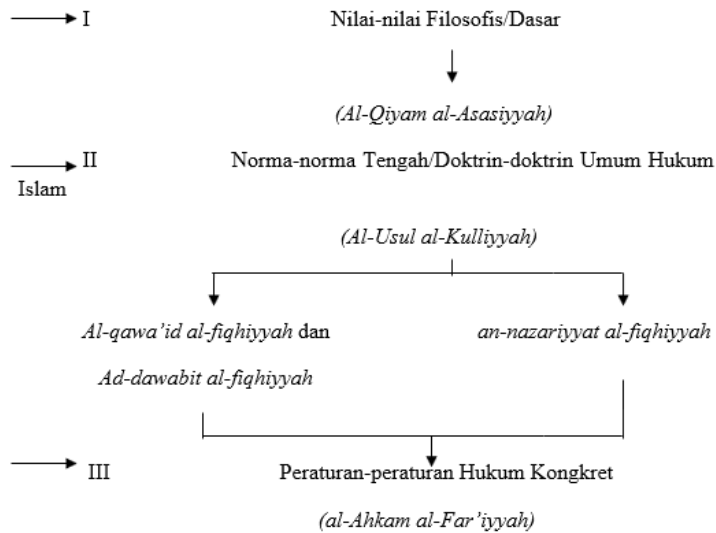 I Nilai-nilai Filosofis/Dasar
(Al-Qiyam al-Asasiyyah)
II Norma-norma Tengah/Doktrin-doktrin Umum Hukum
Islam
(Al-Usul al-Kulliyyah)
Al-qawa’id al-fiqhiyyah dan an-nazariyyat al-fiqhiyyah
Ad-dawabit al-fiqhiyyah
III Peraturan-peraturan Hukum Kongkret
(al-Ahkam al-Far’iyyah)